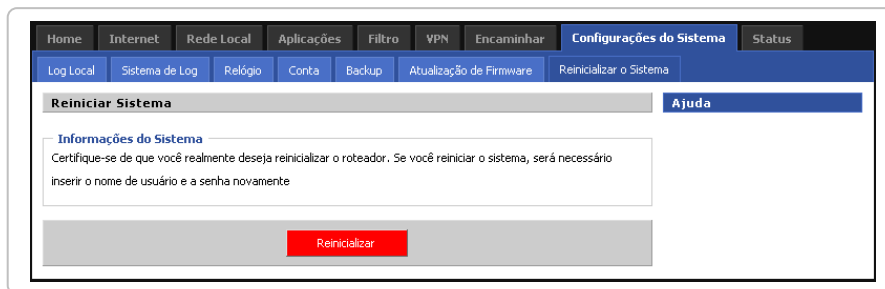 Home Internet Rede Local Aplicações Filtro VPN Encaminhar Configurações do Sistema Status
Log Local Sistema de Log Relógio Conta Backup Atualização de Firmware Reinicializar o Sistema
Reiniciar Sistema Ajuda
Informações do Sistema
Certifique-se de que você realmente deseja reinicializar o roteador. Se você reiniciar o sistema, será necessário
inserir o nome de usuário e a senha novamente
Reinicializar